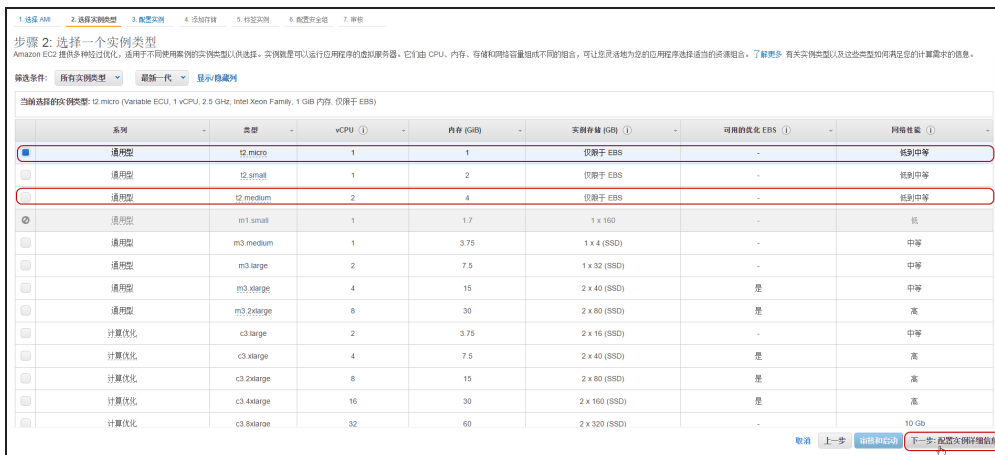 1. 选择 AMI 2. 选择实例类型 3. 配置实例 4. 添加存储 5. 标签实例 6. 配置安全组 7. 审核
步骤 2: 选择一个实例类型
Amazon EC2 提供多种经过优化，适用于不同使用案例的实例类型以供选择。实例就是可以运行应用程序的虚拟服务器。它们由 CPU、内存、存储和网络容量组成不同的组合，可让您灵活地为您的应用程序选择适当的资源组合。了解更多 有关实例类型以及这些类型如何满足您的计算需求的信息。
筛选条件: 所有实例类型 最新一代 显示/隐藏列
当前选择的实例类型: t2.micro (Variable ECU, 1 vCPU, 2.5 GHz, Intel Xeon Family, 1 GiB 内存, 仅限于 EBS)
系列 类型 vCPU 内存 (GiB) 实例存储 (GB) 可用的优化 EBS 网络性能
通用型 t2.micro 1 1 仅限于 EBS - 低到中等
通用型 t2.small 1 2 仅限于 EBS - 低到中等
通用型 t2.medium 2 4 仅限于 EBS - 低到中等
通用型 m1.small 1 1.7 1 x 160 - 低
通用型 m3.medium 1 3.75 1 x 4 (SSD) - 中等
通用型 m3.large 2 7.5 1 x 32 (SSD) - 中等
通用型 m3.xlarge 4 15 2 x 40 (SSD) 是 高
通用型 m3.2xlarge 8 30 2 x 80 (SSD) 是 高
计算优化 c3.large 2 3.75 2 x 16 (SSD) - 中等
计算优化 c3.xlarge 4 7.5 2 x 40 (SSD) 是 高
计算优化 c3.2xlarge 8 15 2 x 80 (SSD) 是 高
计算优化 c3.4xlarge 16 30 2 x 160 (SSD) 是 高
计算优化 c3.8xlarge 32 60 2 x 320 (SSD) - 10 Gb
取消 上一步 审核和启动 下一步: 配置实例详细信息